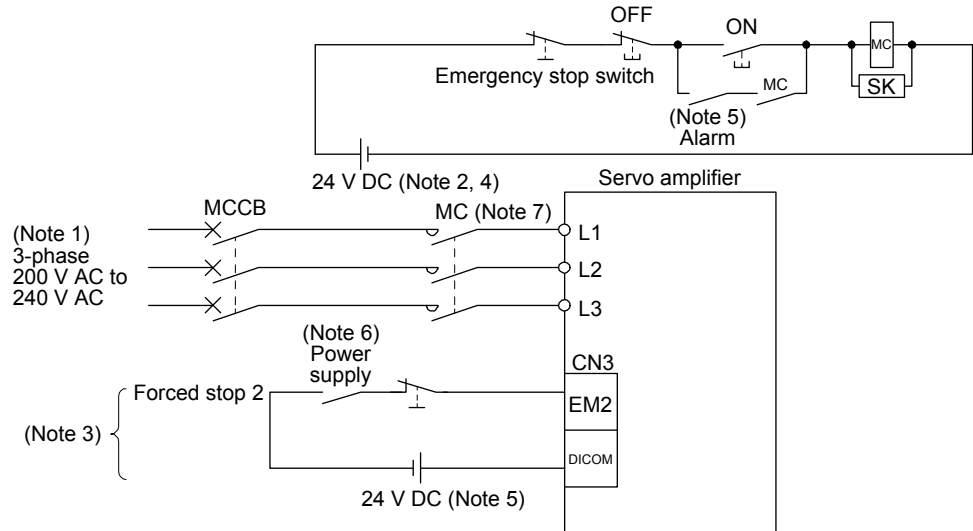 OFF
ON
MC
SK
Emergency stop switch
MC
(Note 5)
Alarm
24 V DC (Note 2, 4)
Servo amplifier
MCCB
MC (Note 7)
(Note 1)
3-phase
200 V AC to
240 V AC
L1
L2
L3
(Note 6)
Power
supply
CN3
Forced stop 2
EM2
(Note 3)
DICOM
24 V DC (Note 5)